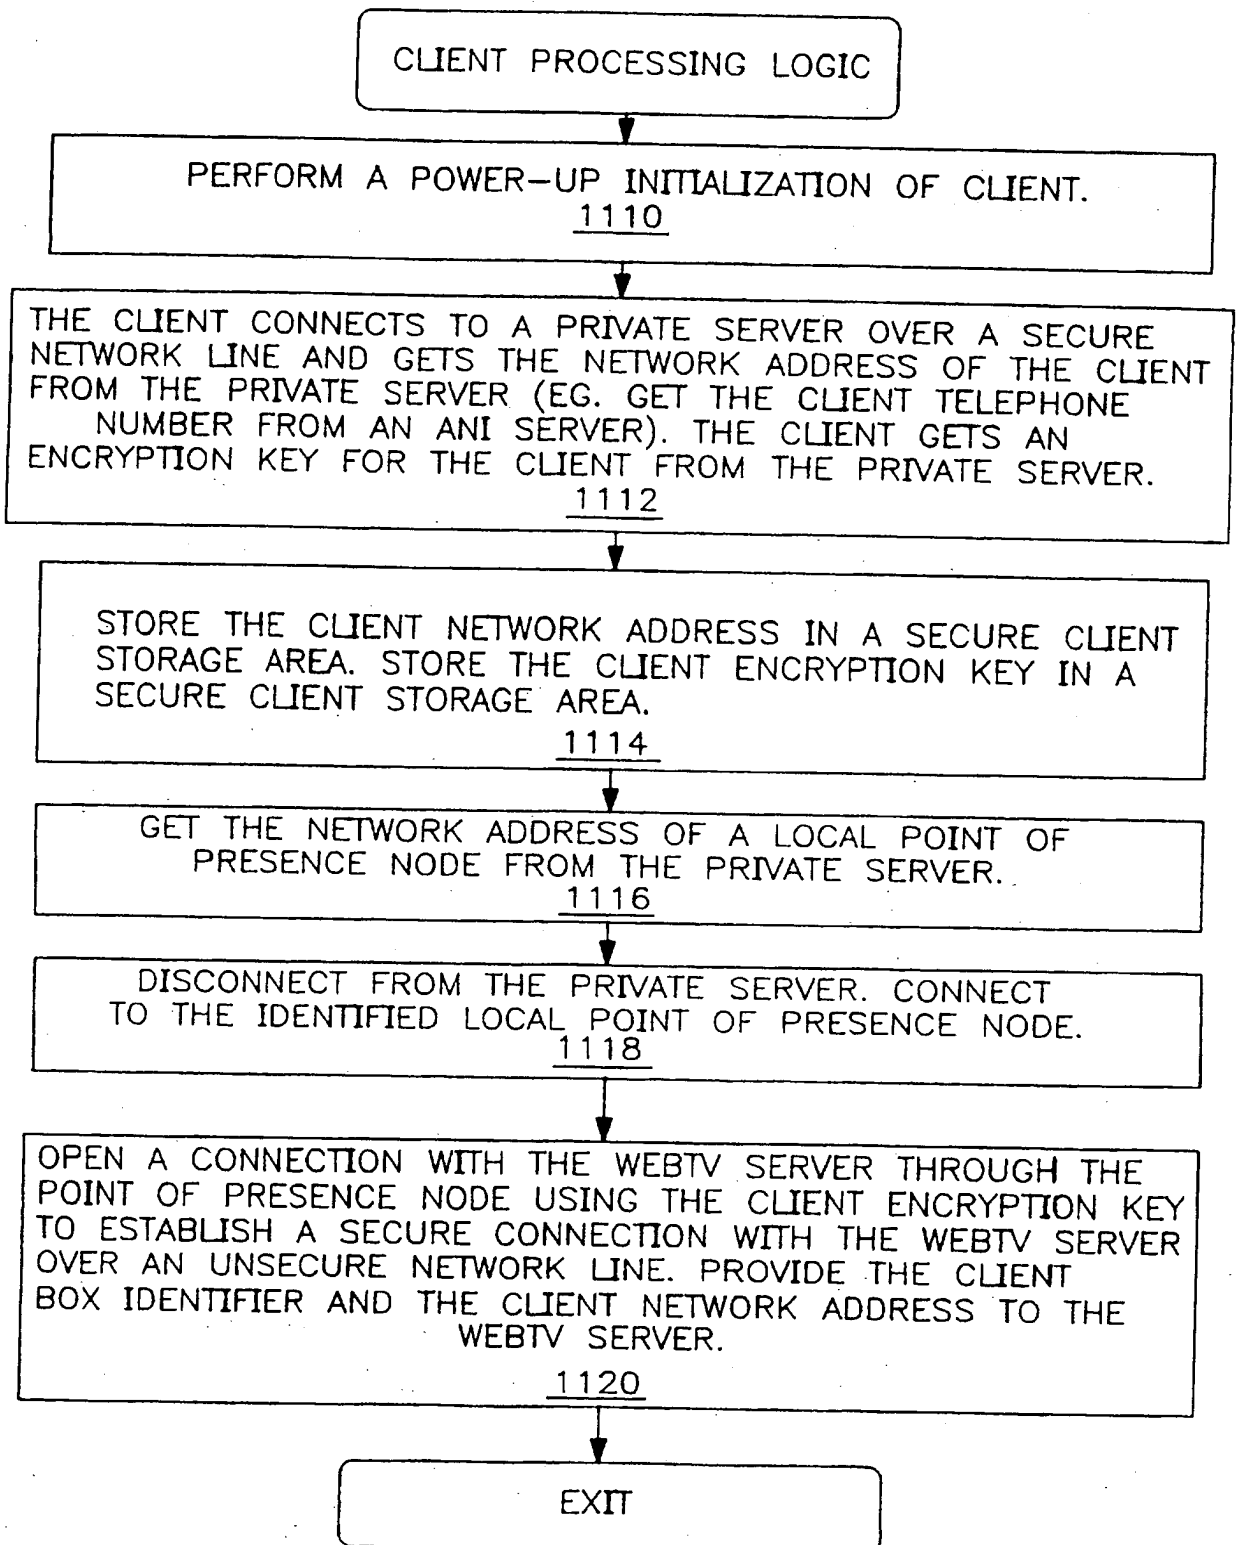 CLIENT PROCESSING LOGIC
PERFORM A POWER-UP INITIALIZATION OF CLIENT.
1110
THE CLIENT CONNECTS TO A PRIVATE SERVER OVER A SECURE
NETWORK LINE AND GETS THE NETWORK ADDRESS OF THE CLIENT
FROM THE PRIVATE SERVER (EG. GET THE CLIENT TELEPHONE
NUMBER FROM AN ANI SERVER). THE CLIENT GETS AN
ENCRYPTION KEY FOR THE CLIENT FROM THE PRIVATE SERVER.
1112
STORE THE CLIENT NETWORK ADDRESS IN A SECURE CLIENT
STORAGE AREA. STORE THE CLIENT ENCRYPTION KEY IN A
SECURE CLIENT STORAGE AREA.
1114
GET THE NETWORK ADDRESS OF A LOCAL POINT OF
PRESENCE NODE FROM THE PRIVATE SERVER.
1116
DISCONNECT FROM THE PRIVATE SERVER. CONNECT
TO THE IDENTIFIED LOCAL POINT OF PRESENCE NODE.
1118
OPEN A CONNECTION WITH THE WEBTV SERVER THROUGH THE
POINT OF PRESENCE NODE USING THE CLIENT ENCRYPTION KEY
TO ESTABLISH A SECURE CONNECTION WITH THE WEBTV SERVER
OVER AN UNSECURE NETWORK LINE. PROVIDE THE CLIENT
BOX IDENTIFIER AND THE CLIENT NETWORK ADDRESS TO THE
WEBTV SERVER.
1120
EXIT